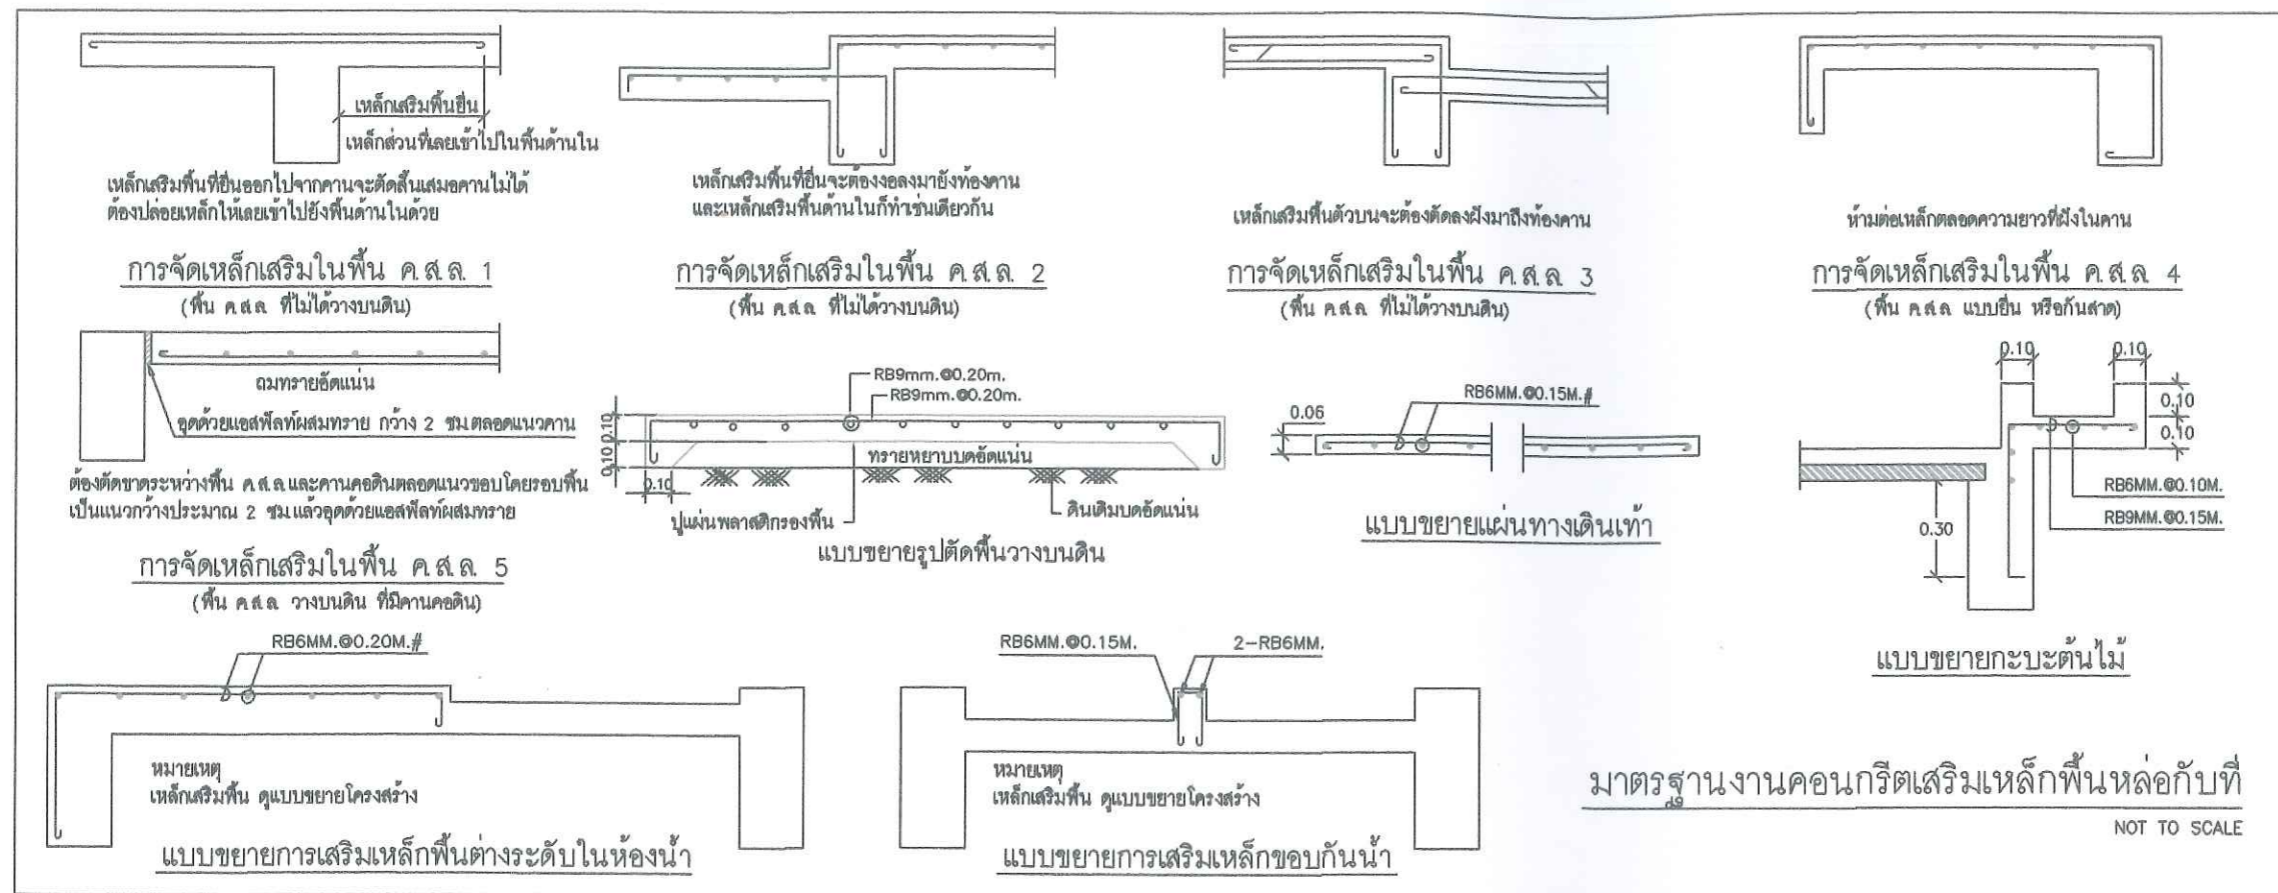 เหล็กเสริมพื้นยื่น
เหล็กส่วนที่เลยเข้าไปในพื้นด้านใน
เหล็กเสริมพื้นที่ยื่นออกไปจากคานจะตัดสั้นเสมอคานไม่ได้
ต้องปล่อยเหล็กให้เลยเข้าไปยังพื้นด้านในด้วย
การจัดเหล็กเสริมในพื้น ค.ส.ล. 1
(พื้น ค.ส.ล. ที่ไม่ได้วางบนดิน)
เหล็กเสริมพื้นที่ยื่นจะต้องงอลงมายังท้องคาน
และเหล็กเสริมพื้นด้านในก็ทำเช่นเดียวกัน
การจัดเหล็กเสริมในพื้น ค.ส.ล. 2
(พื้น ค.ส.ล. ที่ไม่ได้วางบนดิน)
เหล็กเสริมพื้นตัวบนจะต้องดัดลงฝังมาถึงท้องคาน
การจัดเหล็กเสริมในพื้น ค.ส.ล. 3
(พื้น ค.ส.ล. ที่ไม่ได้วางบนดิน)
ห้ามต่อเหล็กตลอดความยาวที่ฝังในคาน
การจัดเหล็กเสริมในพื้น ค.ส.ล. 4
(พื้น ค.ส.ล. แบบยื่น หรือกันสาด)
ถมทรายอัดแน่น
อุดด้วยแอสฟัลท์ผสมทราย กว้าง 2 ซม.ตลอดแนวคาน
ต้องตัดขาดระหว่างพื้น ค.ส.ล.และคานคอดินตลอดแนวขอบโดยรอบพื้น
เป็นแนวกว้างประมาณ 2 ซม.แล้วอุดด้วยแอสฟัลท์ผสมทราย
การจัดเหล็กเสริมในพื้น ค.ส.ล. 5
(พื้น ค.ส.ล. วางบนดิน ที่มีคานคอดิน)
RB9mm.@0.20m.
RB9mm.@0.20m.
0.10
0.10
0.10
ทรายหยาบบดอัดแน่น
ปูแผ่นพลาสติกรองพื้น
ดินเดิมบดอัดแน่น
แบบขยายรูปตัดพื้นวางบนดิน
RB6MM.@0.15M.#
0.06
แบบขยายแผ่นทางเดินเท้า
0.10
0.10
0.10
0.10
RB6MM.@0.10M.
RB9MM.@0.15M.
0.30
แบบขยายกะบะต้นไม้
RB6MM.@0.20M.#
หมายเหตุ
เหล็กเสริมพื้น ดูแบบขยายโครงสร้าง
แบบขยายการเสริมเหล็กพื้นต่างระดับในห้องน้ำ
RB6MM.@0.15M.
2-RB6MM.
หมายเหตุ
เหล็กเสริมพื้น ดูแบบขยายโครงสร้าง
แบบขยายการเสริมเหล็กขอบกันน้ำ
มาตรฐานงานคอนกรีตเสริมเหล็กพื้นหล่อกับที่
NOT TO SCALE